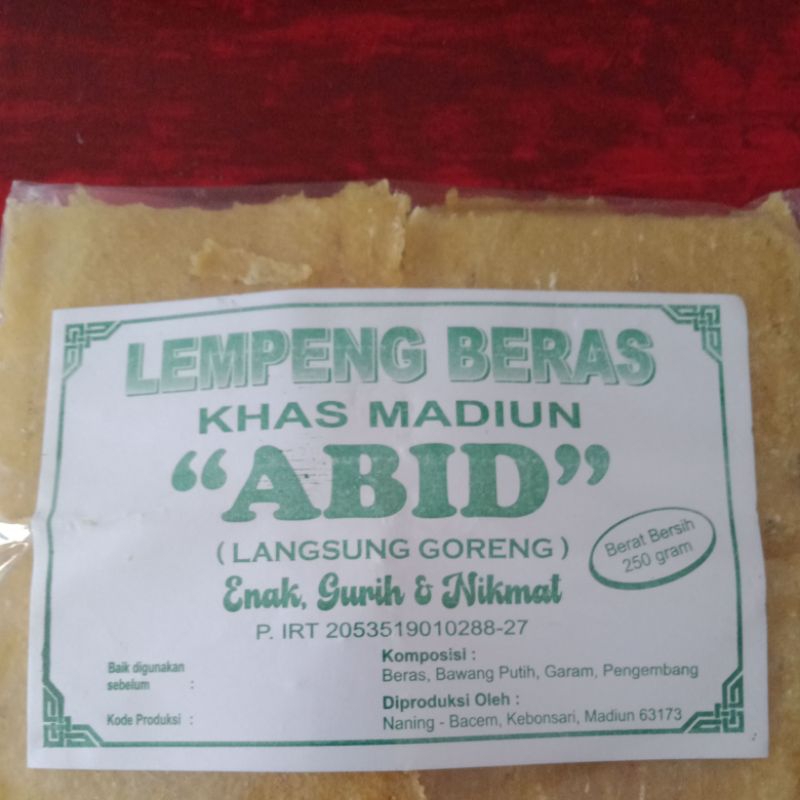 LEMPENG BERAS
KHAS MADIUN
“ABID”
( LANGSUNG GORENG )
Berat Bersih
250 gram
Enak, Gurih & Nikmat
P. IRT 2053519010288-27
Baik digunakan
sebelum :
Kode Produksi :
Komposisi :
Beras, Bawang Putih, Garam, Pengembang
Diproduksi Oleh :
Naning - Bacem, Kebonsari, Madiun 63173